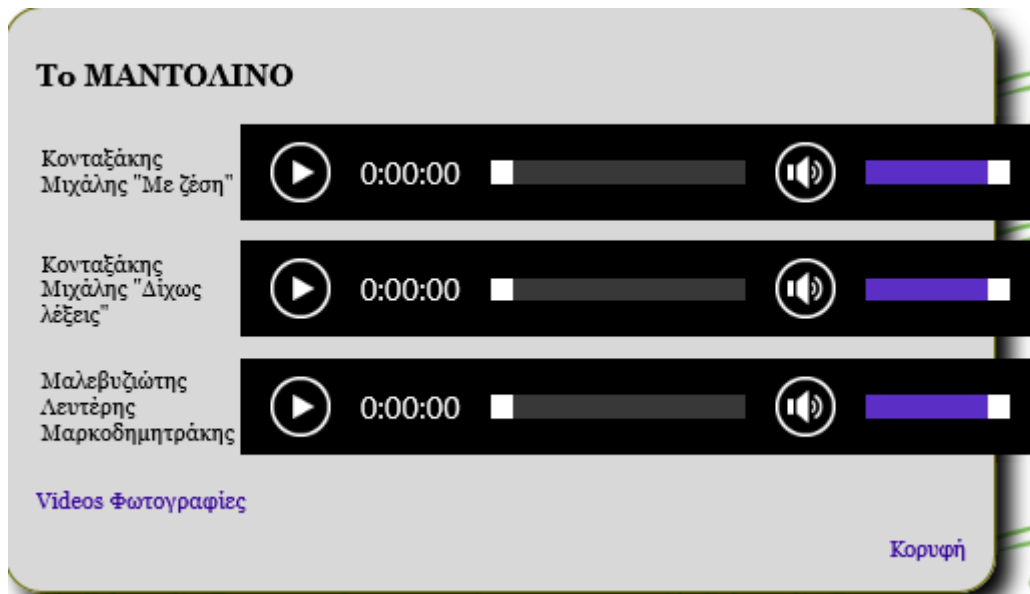 Το ΜΑΝΤΟΛΙΝΟ
Κονταξάκης
Μιχάλης "Με ζέση"
0:00:00
Κονταξάκης
Μιχάλης "Δίχως
λέξεις"
0:00:00
Μαλεβυζιώτης
Λευτέρης
Μαρκοδημητράκης
0:00:00
Videos Φωτογραφίες
Κορυφή